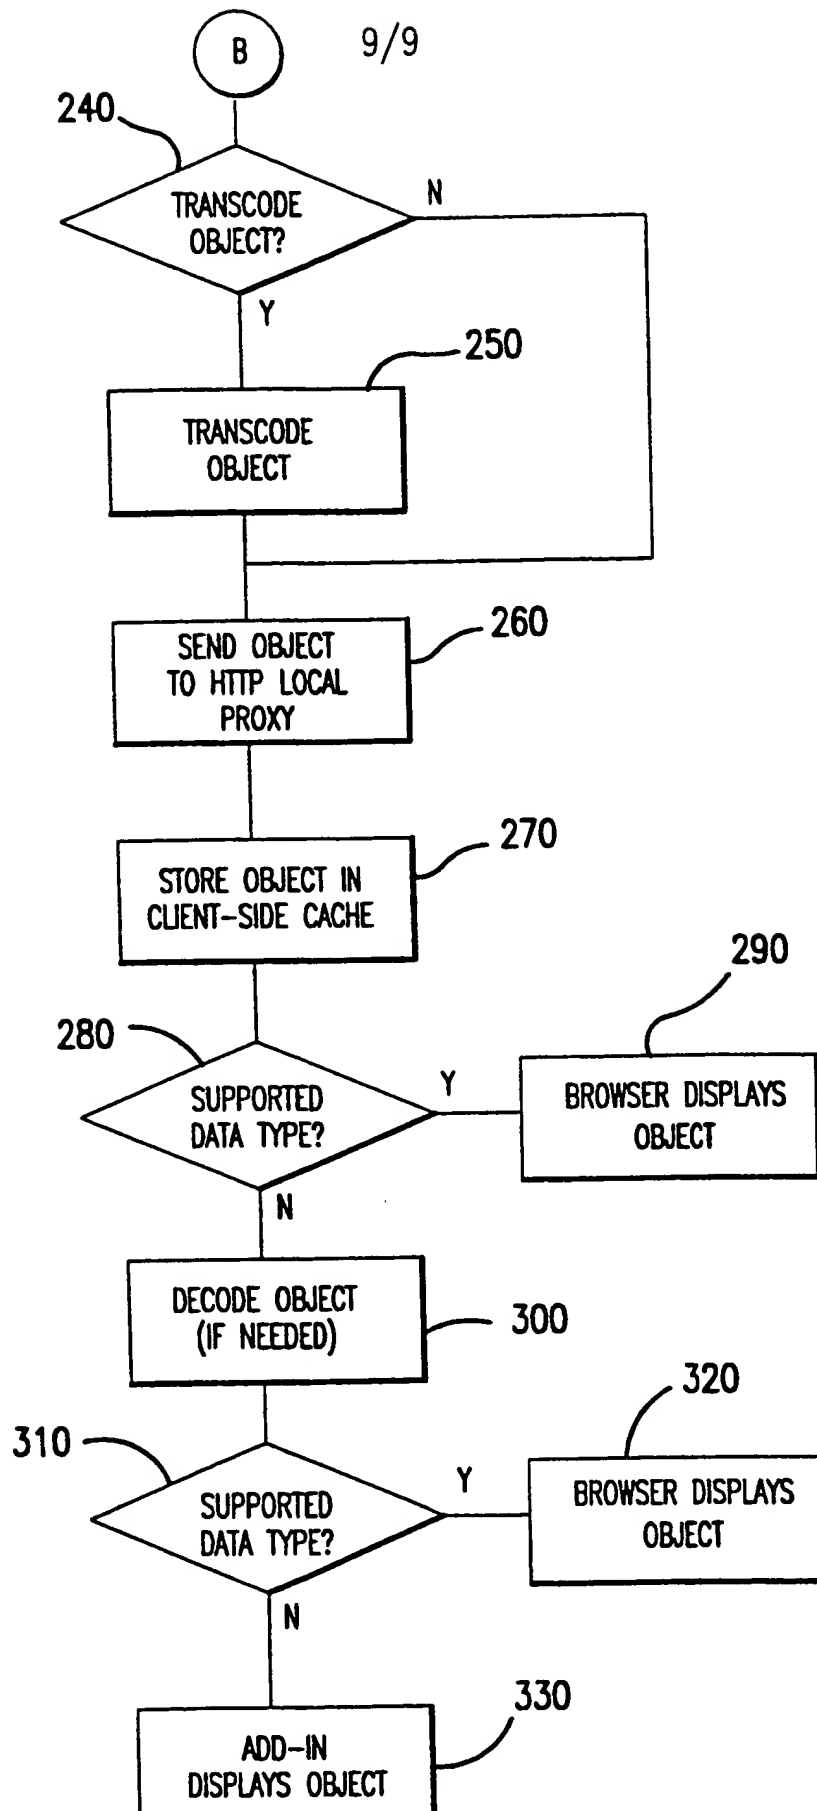 B
9/9
240
TRANSCODE
OBJECT?
N
Y
250
TRANSCODE
OBJECT
260
SEND OBJECT
TO HTTP LOCAL
PROXY
270
STORE OBJECT IN
CLIENT-SIDE CACHE
280
SUPPORTED
DATA TYPE?
Y
290
BROWSER DISPLAYS
OBJECT
N
DECODE OBJECT
(IF NEEDED)
300
310
SUPPORTED
DATA TYPE?
Y
320
BROWSER DISPLAYS
OBJECT
N
330
ADD-IN
DISPLAYS OBJECT